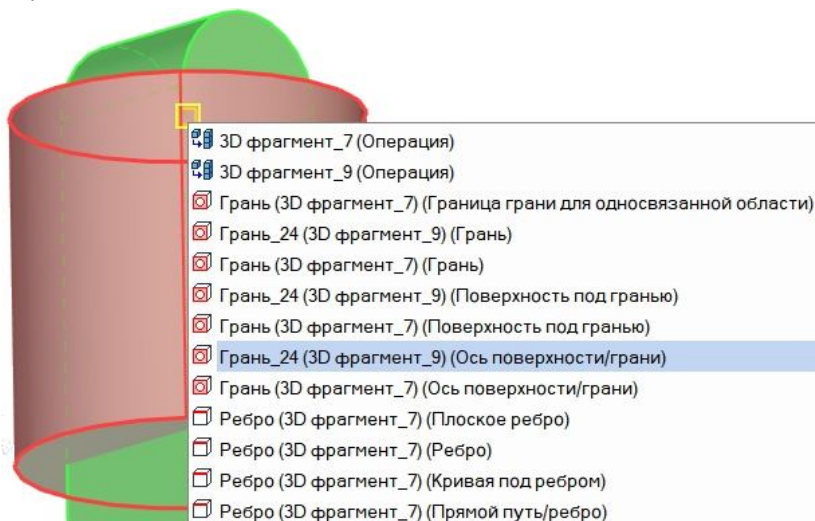 3D фрагмент_7 (Операция)
3D фрагмент_9 (Операция)
Грань (3D фрагмент_7) (Граница грани для односвязанной области)
Грань_24 (3D фрагмент_9) (Грань)
Грань (3D фрагмент_7) (Грань)
Грань_24 (3D фрагмент_9) (Поверхность под гранью)
Грань (3D фрагмент_7) (Поверхность под гранью)
Грань_24 (3D фрагмент_9) (Ось поверхности/грани)
Грань (3D фрагмент_7) (Ось поверхности/грани)
Ребро (3D фрагмент_7) (Плоское ребро)
Ребро (3D фрагмент_7) (Ребро)
Ребро (3D фрагмент_7) (Кривая под ребром)
Ребро (3D фрагмент_7) (Прямой путь/ребро)